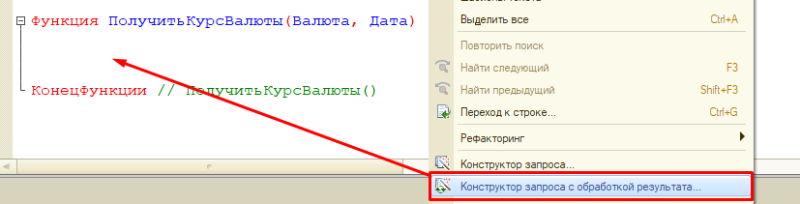 Функция ПолучитьКурсВалюты(Валюта, Дата)
КонецФункции // ПолучитьКурсВалюты()
Выделить все Ctrl+A
Повторить поиск
Найти следующий F3
Найти предыдущий Shift+F3
Переход к строке... Ctrl+G
Рефакторинг
Конструктор запроса...
Конструктор запроса с обработкой результата...